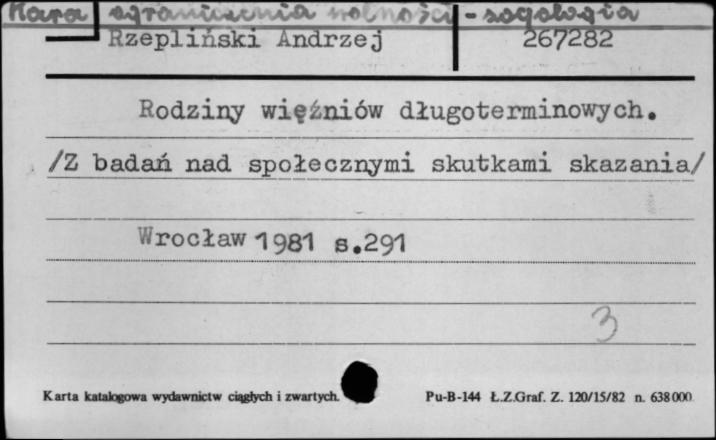 Kara ograniczenia wolności - socjologia
Rzepliński Andrzej 267282
Rodziny więźniów długoterminowych.
/Z badań nad społecznymi skutkami skazania/
Wrocław 1981 s.291
3
Karta katalogowa wydawnictw ciągłych i zwartych. Pu-B-144 Ł.Z.Graf. Z. 120/15/82 n. 638000